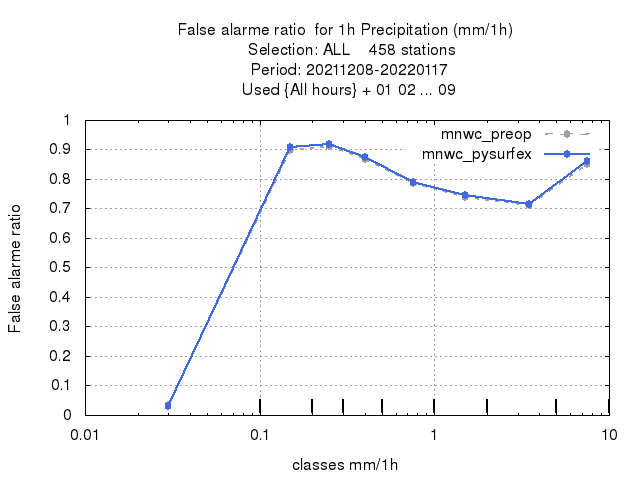 False alarme ratio  for 1h Precipitation (mm/1h)
Selection: ALL    458 stations
Period: 20211208-20220117
Used {All hours} + 01 02 ... 09
mnwc_preop
mnwc_pysurfex
1
0.9
0.8
0.7
0.6
0.5
0.4
0.3
0.2
0.1
0
False alarme ratio
0.01
0.1
1
10
classes mm/1h